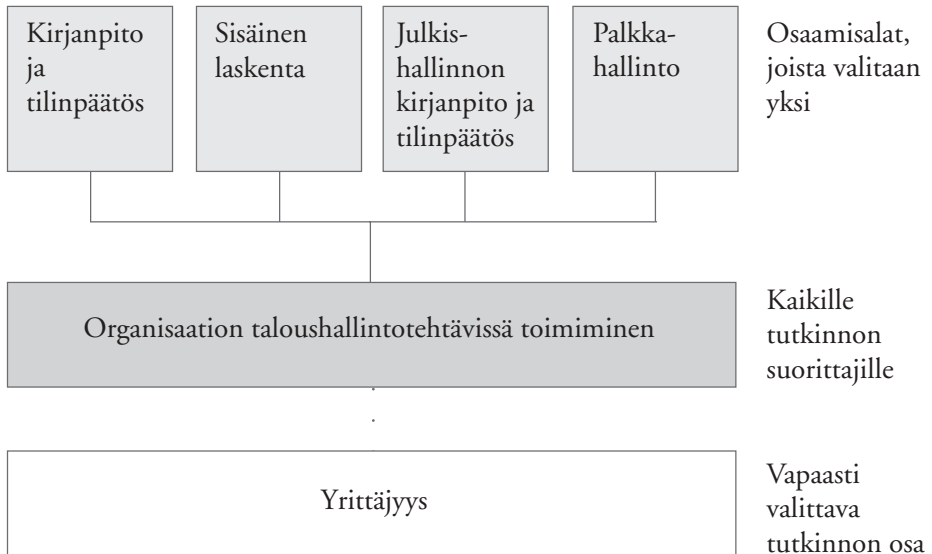 Kirjanpito
ja
tilinpäätös
Sisäinen
laskenta
Julkis-
hallinnon
kirjanpito ja
tilinpäätös
Palkka-
hallinto
Osaamisalat,
joista valitaan
yksi
Organisaation taloushallintotehtävissä toimiminen
Kaikille
tutkinnon
suorittajille
Yrittäjyys
Vapaasti
valittava
tutkinnon osa